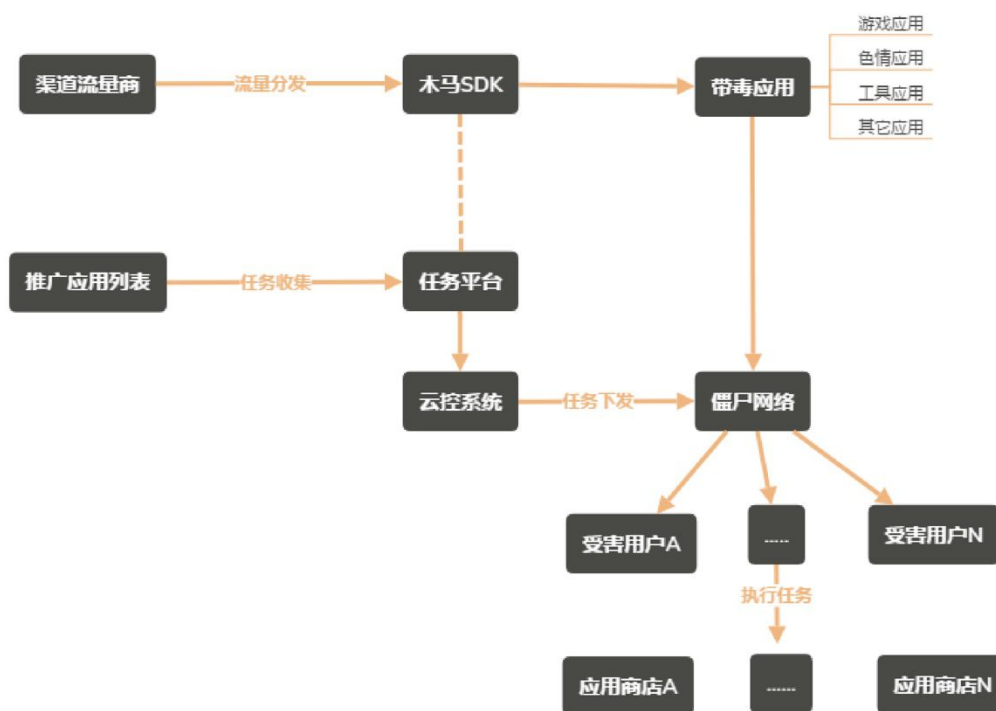 游戏应用
渠道流量商
流量分发
木马SDK
带毒应用
色情应用
工具应用
其它应用
推广应用列表
任务收集
任务平台
云控系统
任务下发
僵尸网络
受害用户A
.....
受害用户N
执行任务
应用商店A
......
应用商店N